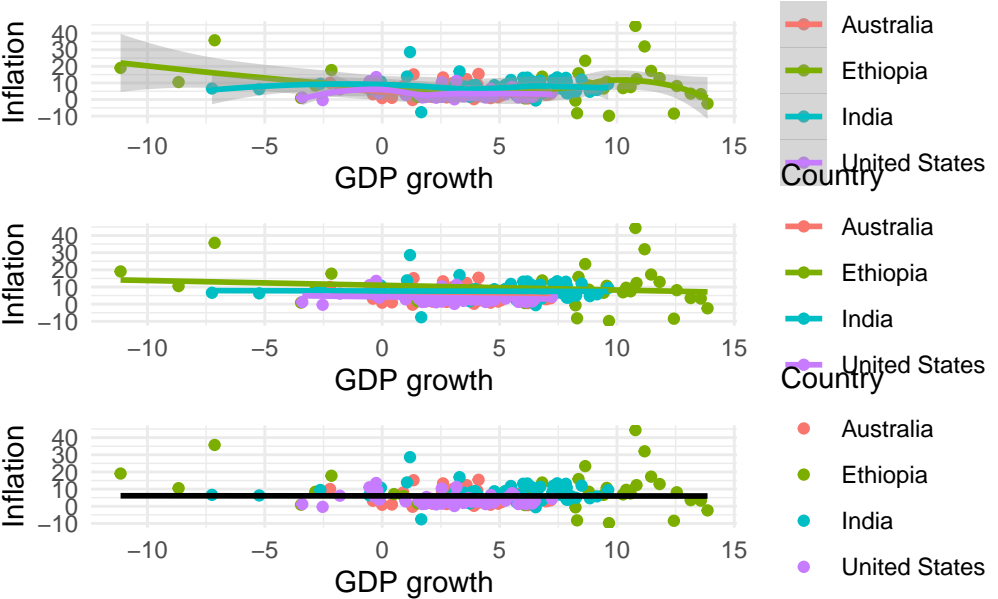 Inflation
40
30
20
10
0
−10
−10
−5
0
5
10
15
GDP growth
Australia
Ethiopia
India
United States
Country
Inflation
40
30
20
10
0
−10
−10
−5
0
5
10
15
GDP growth
Australia
Ethiopia
India
United States
Country
Inflation
40
30
20
10
0
−10
−10
−5
0
5
10
15
GDP growth
Australia
Ethiopia
India
United States